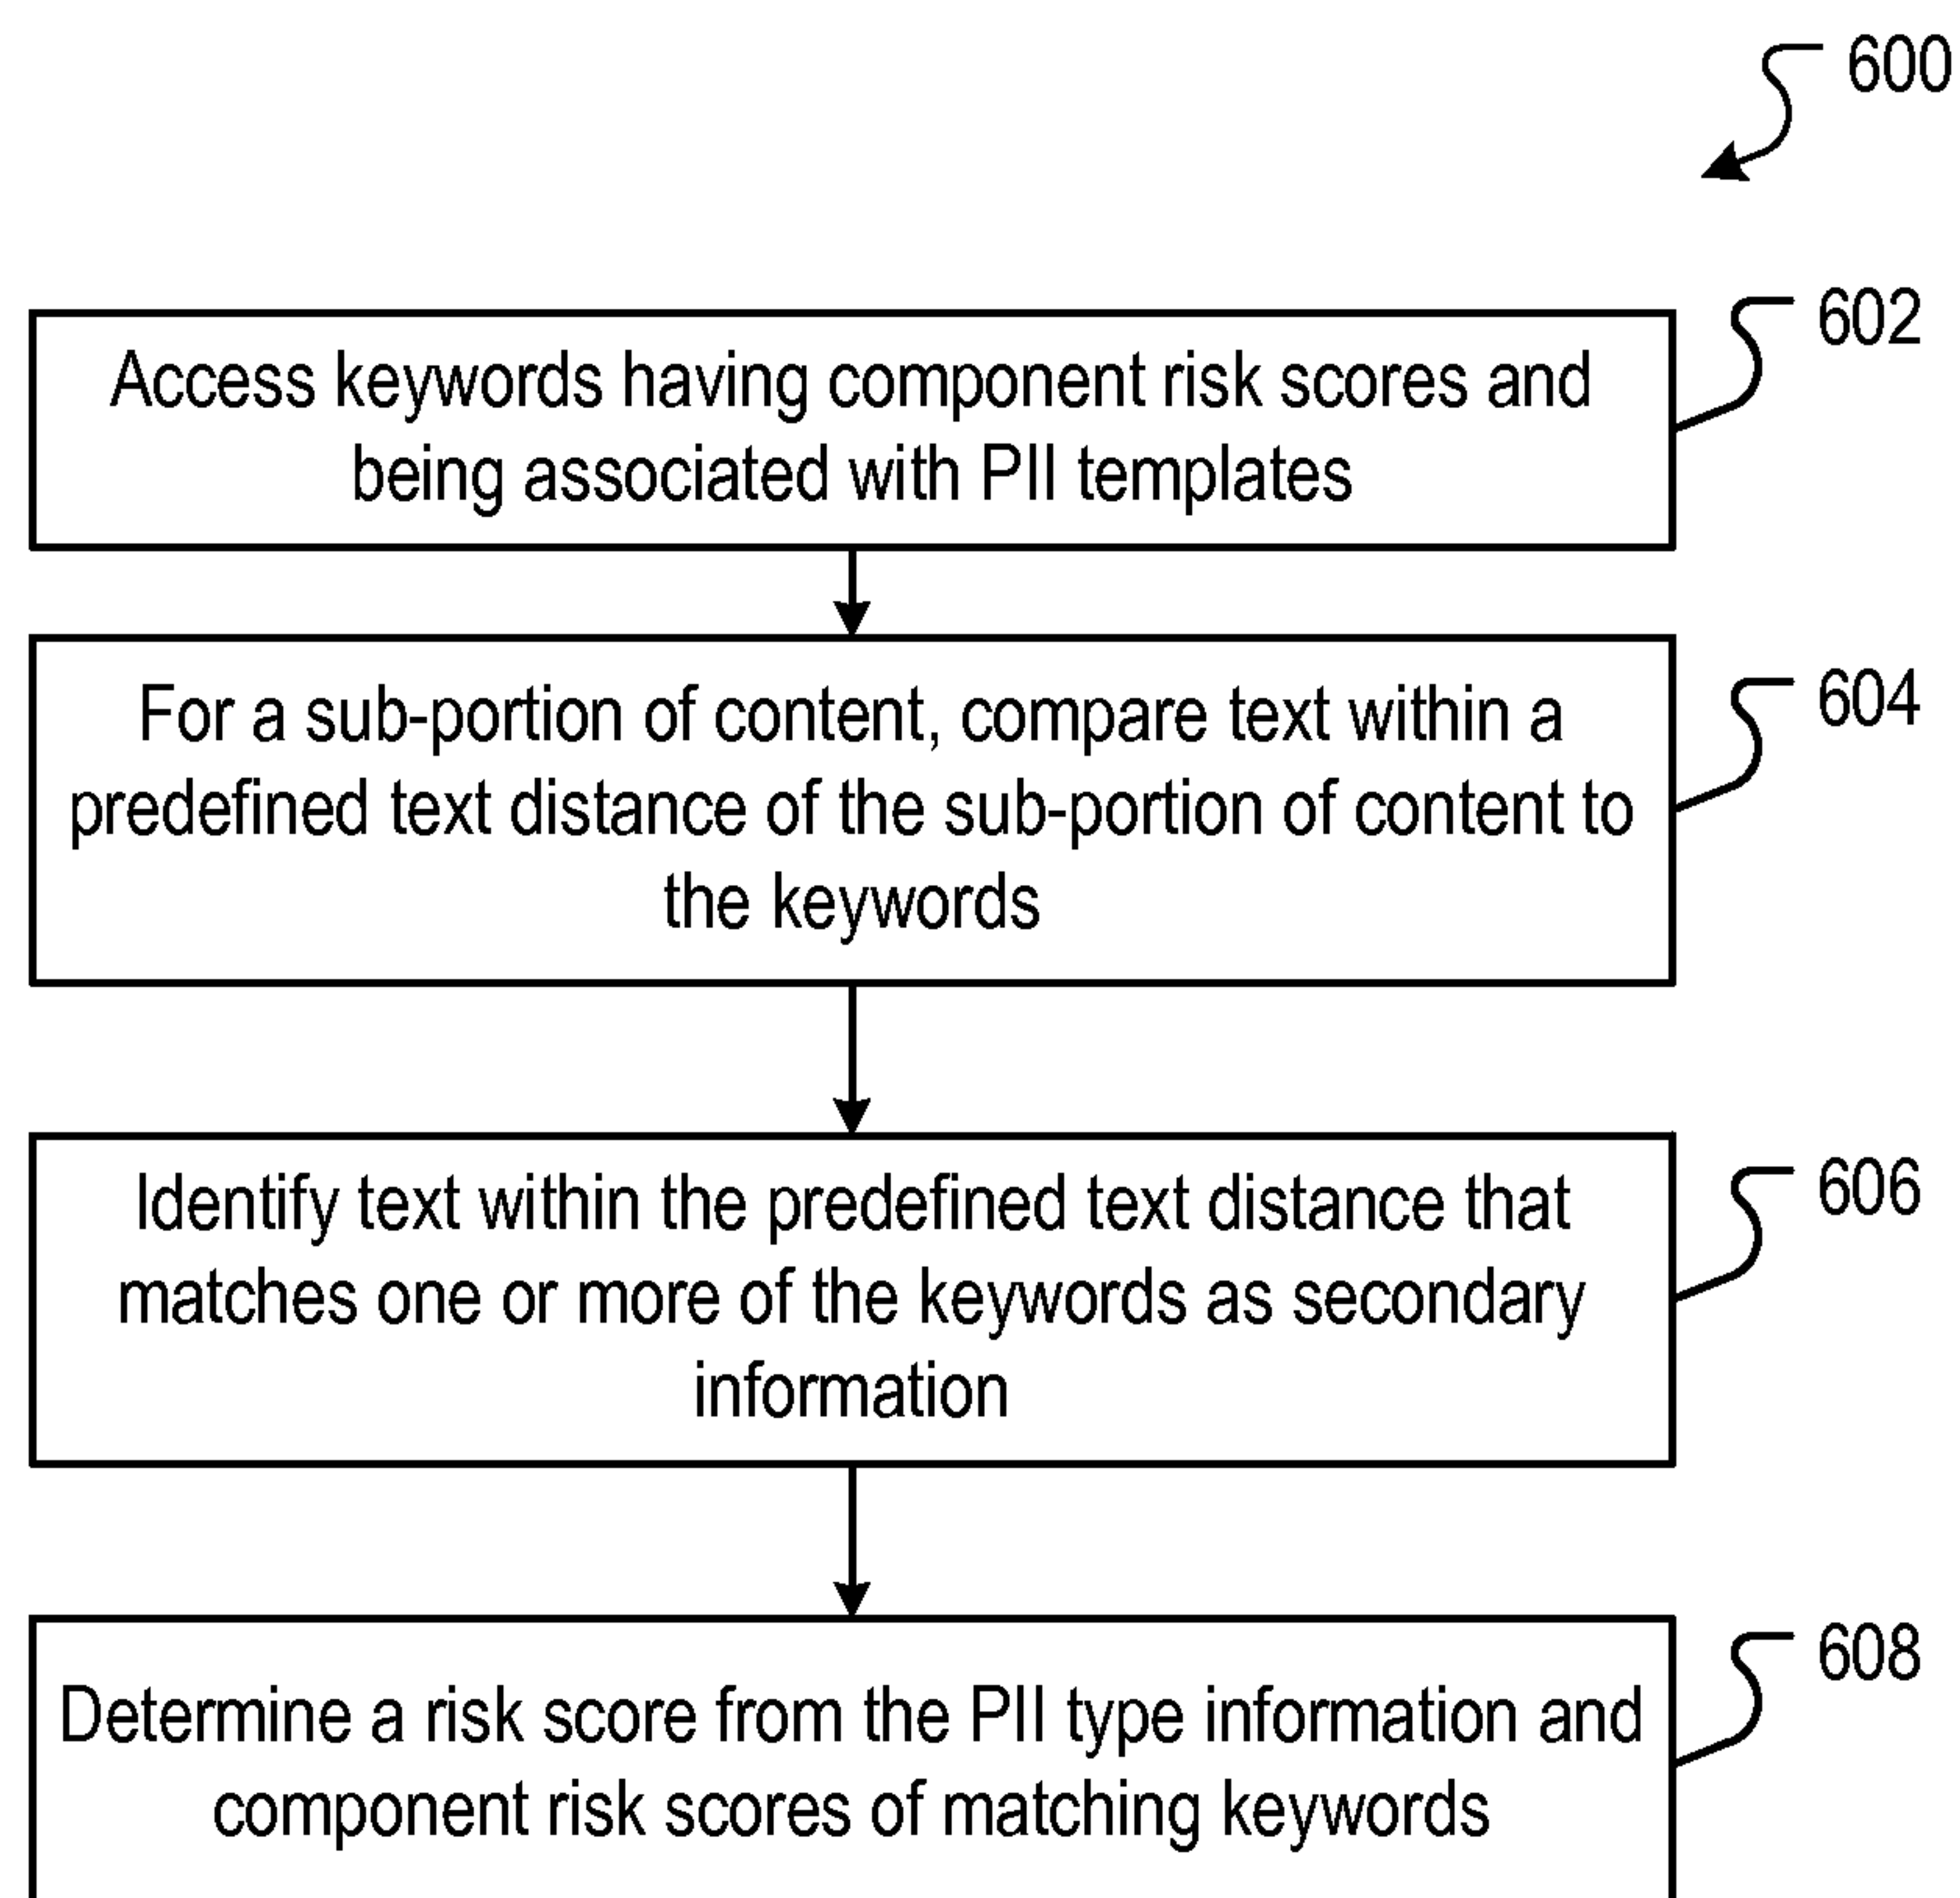 600
602
Access keywords having component risk scores and
being associated with PII templates
604
For a sub-portion of content, compare text within a
predefined text distance of the sub-portion of content to
the keywords
606
Identify text within the predefined text distance that
matches one or more of the keywords as secondary
information
608
Determine a risk score from the PII type information and
component risk scores of matching keywords